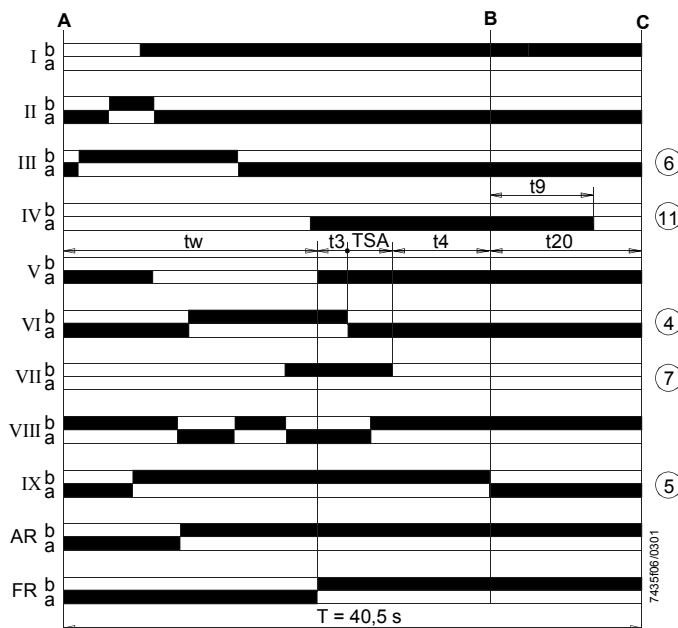 A B C
I b
a
II b
a
III b
a
6
t9
IV b
a
11
tw t3 TSA t4 t20
V b
a
VI b
a
4
VII b
a
7
VIII b
a
IX b
a
5
AR b
a
FR b
a
T = 40,5 s
7435f06/0301